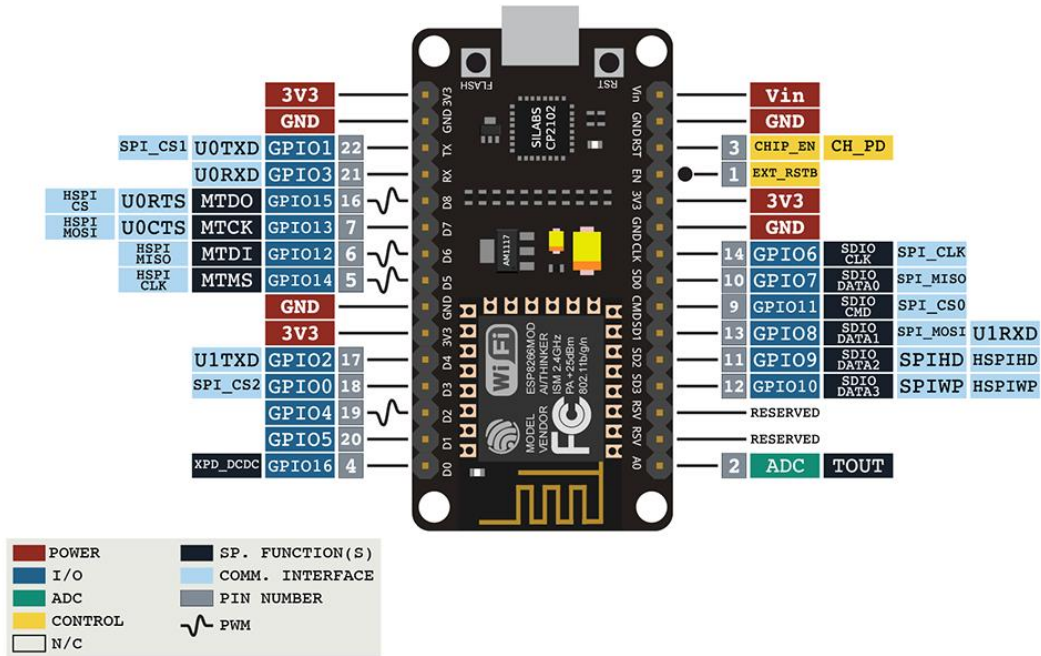 FLASH
RST
SILABS
CP2102
3V3 3V3
GND GND
SPI_CS1 U0TXD GPIO1 22 TX
U0RXD GPIO3 21 RX
HSPI CS U0RTS MTDO GPIO15 16 D8
HSPI MOSI U0CTS MTCK GPIO13 7 D7
HSPI MISO MTDI GPIO12 6 D6
HSPI CLK MTMS GPIO14 5 D5
GND GND
3V3 3V3
U1TXD GPIO2 17 D4
SPI_CS2 GPIO0 18 D3
GPIO4 19 D2
GPIO5 20 D1
XPD_DCDC GPIO16 4 D0
AM1117
WiFi
ESP8266MOD
AI/THINKER
ISM 2.4GHz
PA +25dBm
802.11b/g/n
MODEL
VENDOR
FC
Vin Vin
GND GND
RST 3 CHIP_EN CH_PD
EN 1 EXT_RSTB
3V3 3V3
GND GND
CLK 14 GPIO6 SDIO CLK SPI_CLK
SD0 10 GPIO7 SDIO DATA0 SPI_MISO
CMD 9 GPIO11 SDIO CMD SPI_CS0
SD1 13 GPIO8 SDIO DATA1 SPI_MOSI U1RXD
SD2 11 GPIO9 SDIO DATA2 SPIHD HSPIHD
SD3 12 GPIO10 SDIO DATA3 SPIWP HSPIWP
RSV RESERVED
RSV RESERVED
A0 2 ADC TOUT
POWER
I/O
ADC
CONTROL
N/C
SP. FUNCTION(S)
COMM. INTERFACE
PIN NUMBER
PWM